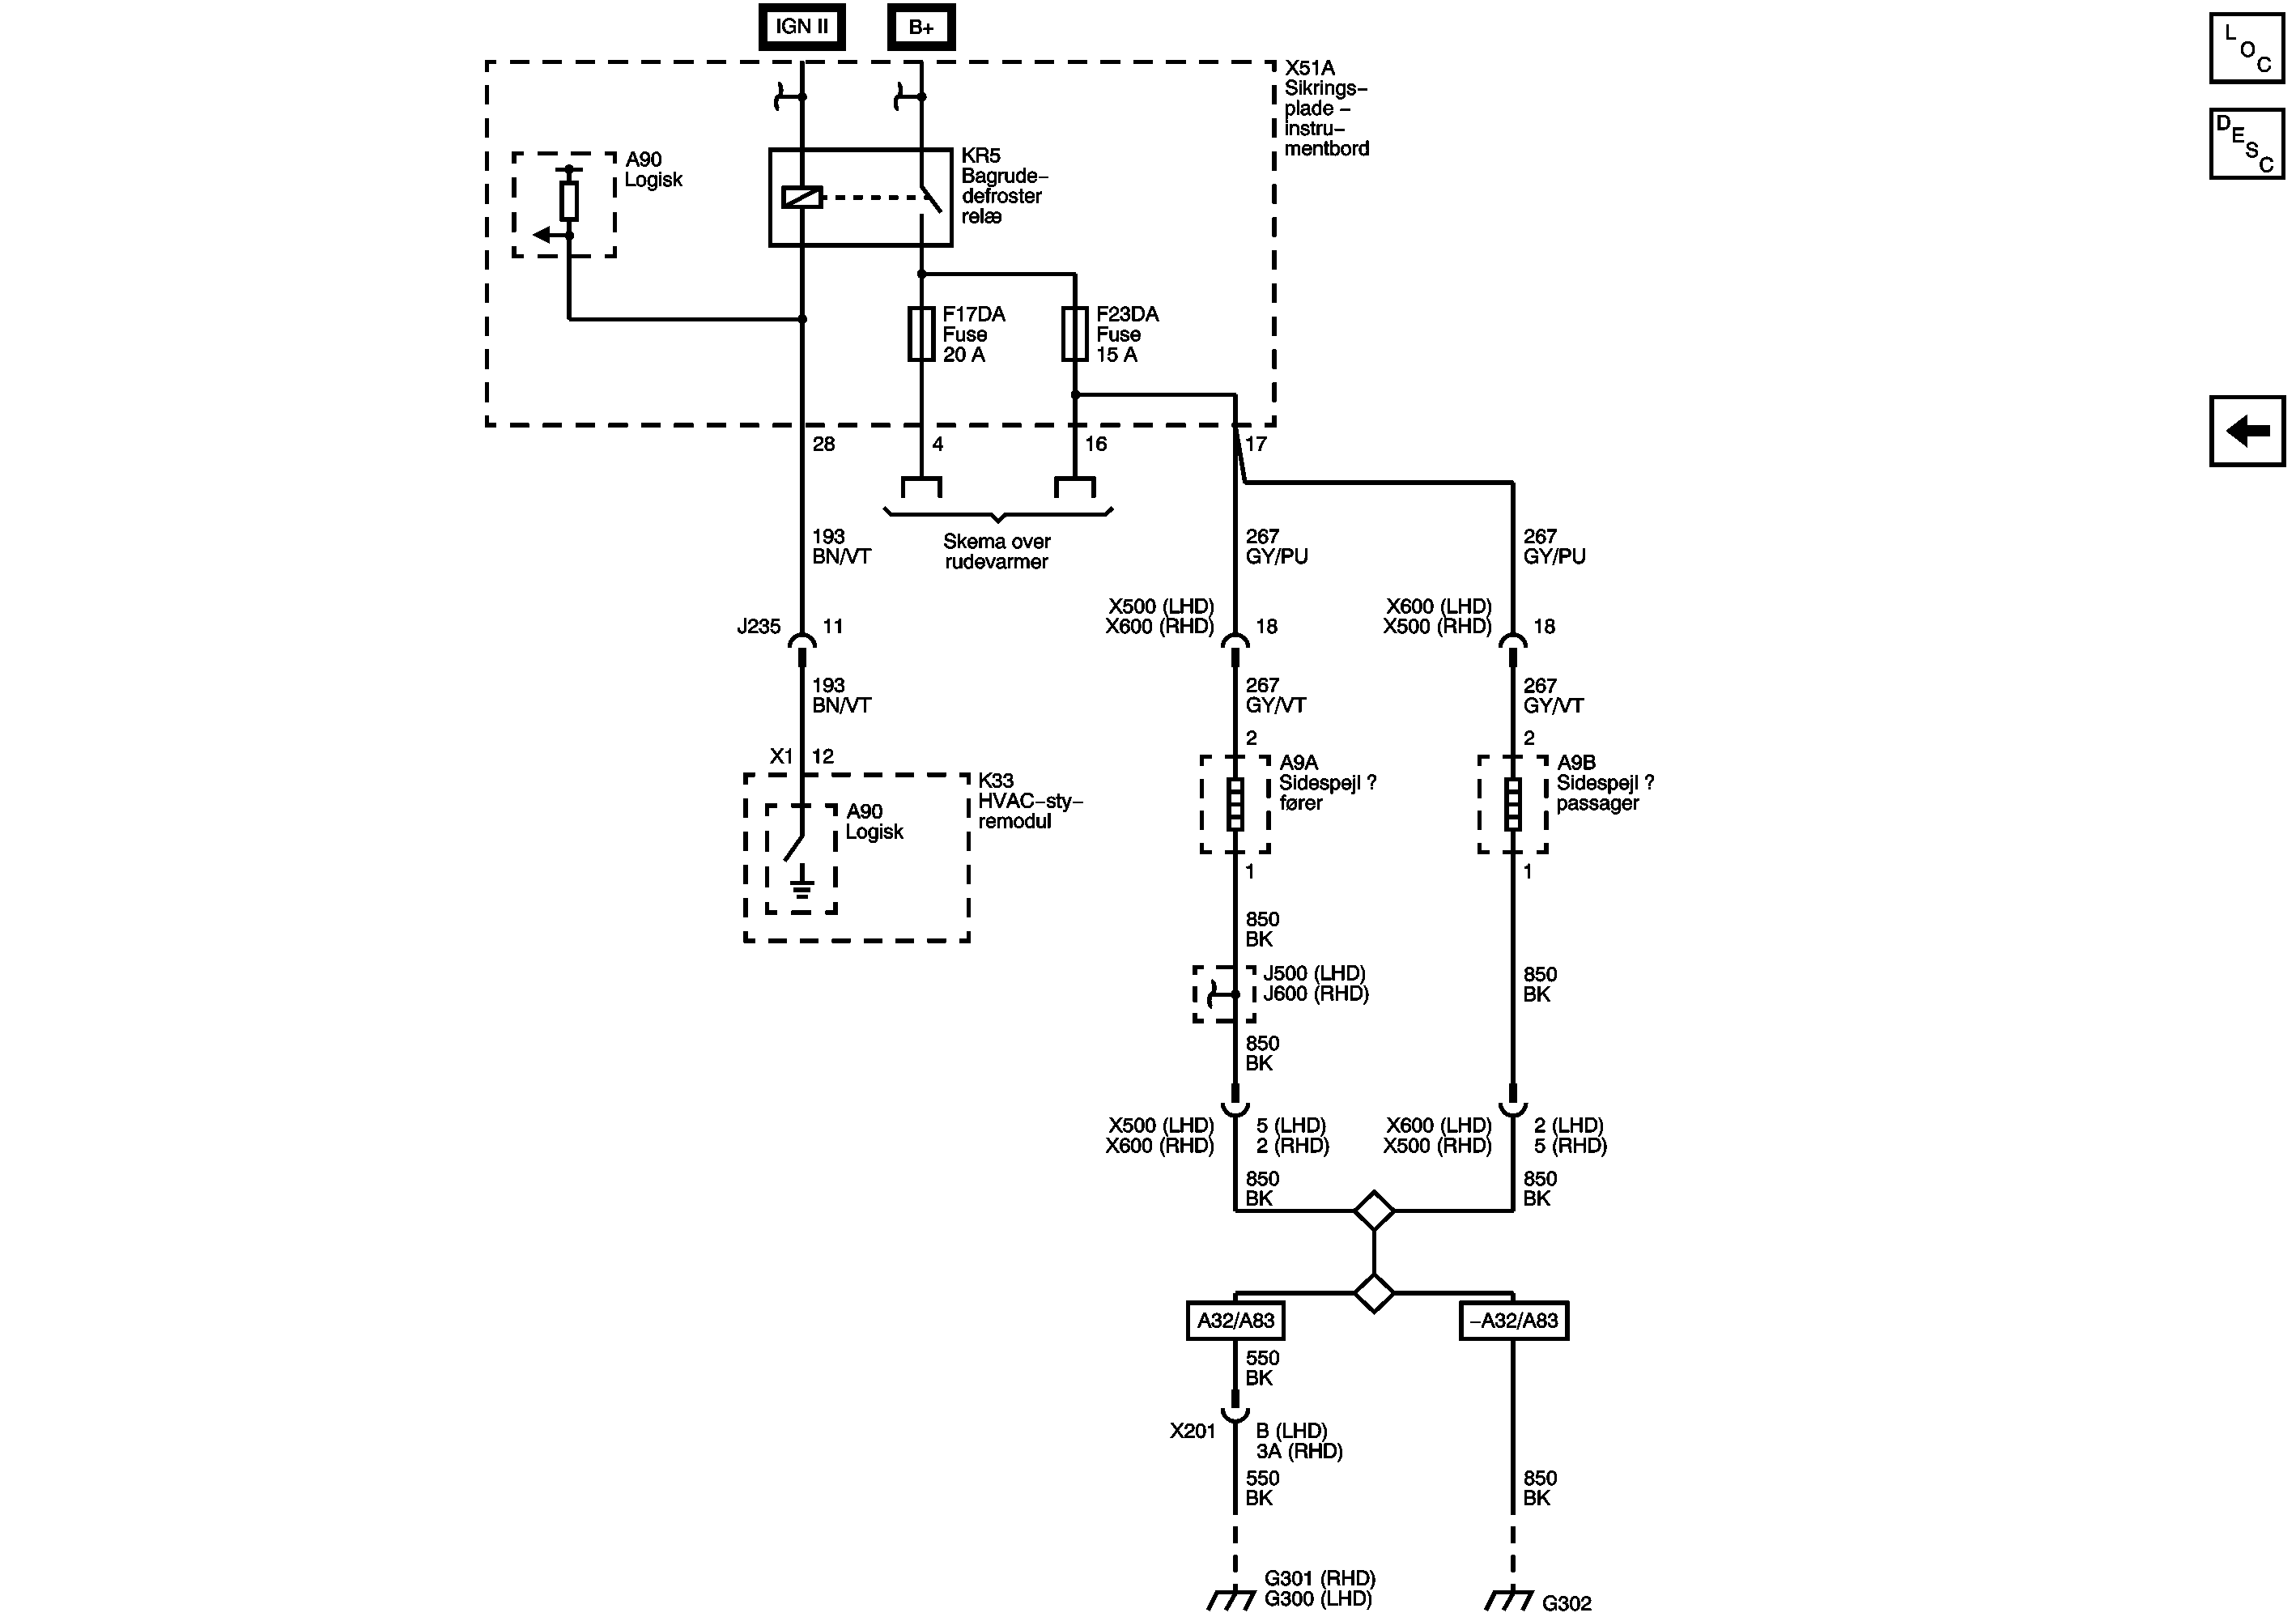 IGN II
B+
L
O
C
D
E
S
C
X51A
Sikrings-
plade -
instru-
mentbord
A90
Logisk
KR5
Bagrude-
defroster
relæ
F17DA
Fuse
20 A
F23DA
Fuse
15 A
28
4
16
17
193
BN/VT
Skema over
rudevarmer
267
GY/PU
267
GY/PU
J235
11
X500 (LHD)
X600 (RHD)
18
X600 (LHD)
X500 (RHD)
18
193
BN/VT
267
GY/VT
267
GY/VT
X1
12
2
2
K33
HVAC-sty-
remodul
A90
Logisk
A9A
Sidespejl ?
fører
A9B
Sidespejl ?
passager
1
1
850
BK
J500 (LHD)
J600 (RHD)
850
BK
850
BK
X500 (LHD)
X600 (RHD)
5 (LHD)
2 (RHD)
X600 (LHD)
X500 (RHD)
2 (LHD)
5 (RHD)
850
BK
850
BK
A32/A83
-A32/A83
550
BK
X201
B (LHD)
3A (RHD)
550
BK
850
BK
G301 (RHD)
G300 (LHD)
G302